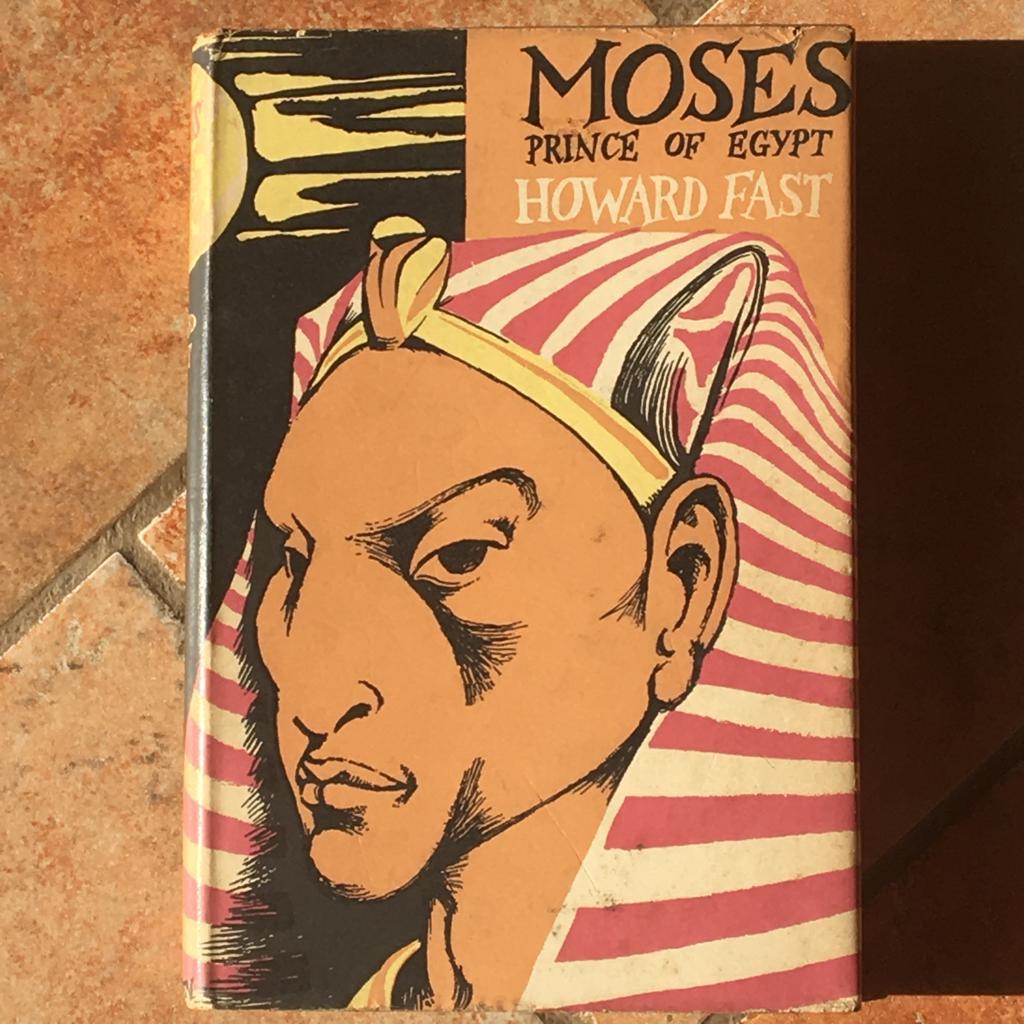 MOSES
PRINCE OF EGYPT
HOWARD FAST